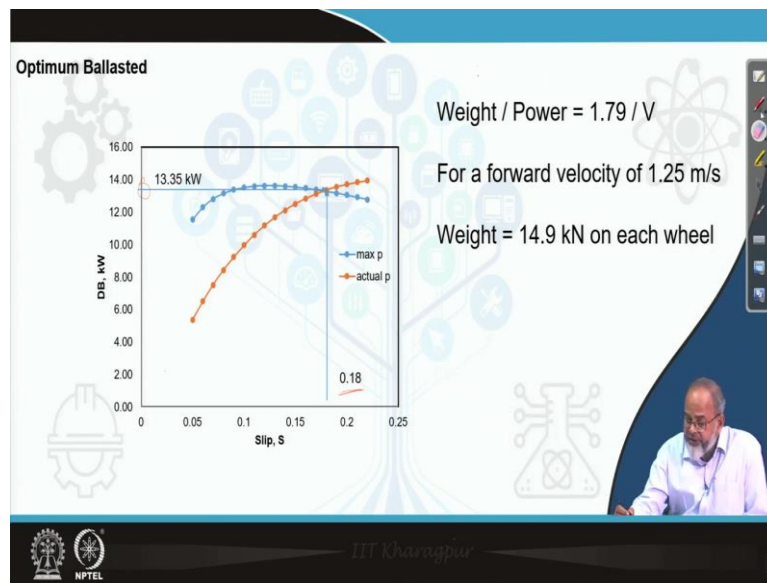 Optimum Ballasted
Weight / Power = 1.79 / V
For a forward velocity of 1.25 m/s
Weight = 14.9 kN on each wheel
16.00
14.00
12.00
10.00
8.00
6.00
4.00
2.00
0.00
DB, kW
13.35 kW
max p
actual p
0.18
0
0.05
0.1
0.15
0.2
0.25
Slip, S
NPTEL
IIT Kharagpur